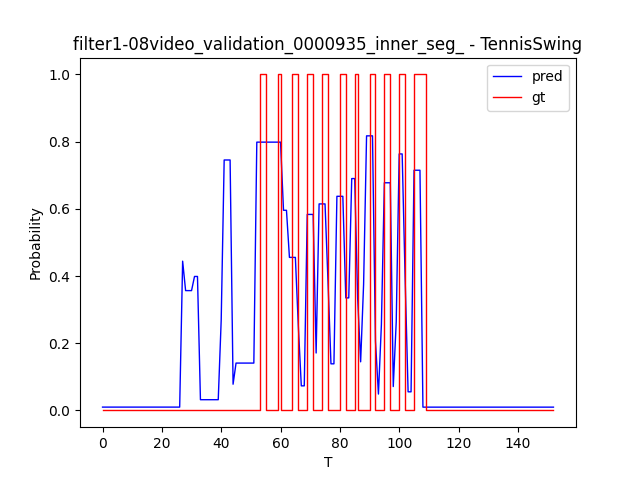 filter1-08video_validation_0000935_inner_seg_ - TennisSwing
pred
gt
1.0
0.8
0.6
0.4
0.2
0.0
Probability
0 20 40 60 80 100 120 140
T